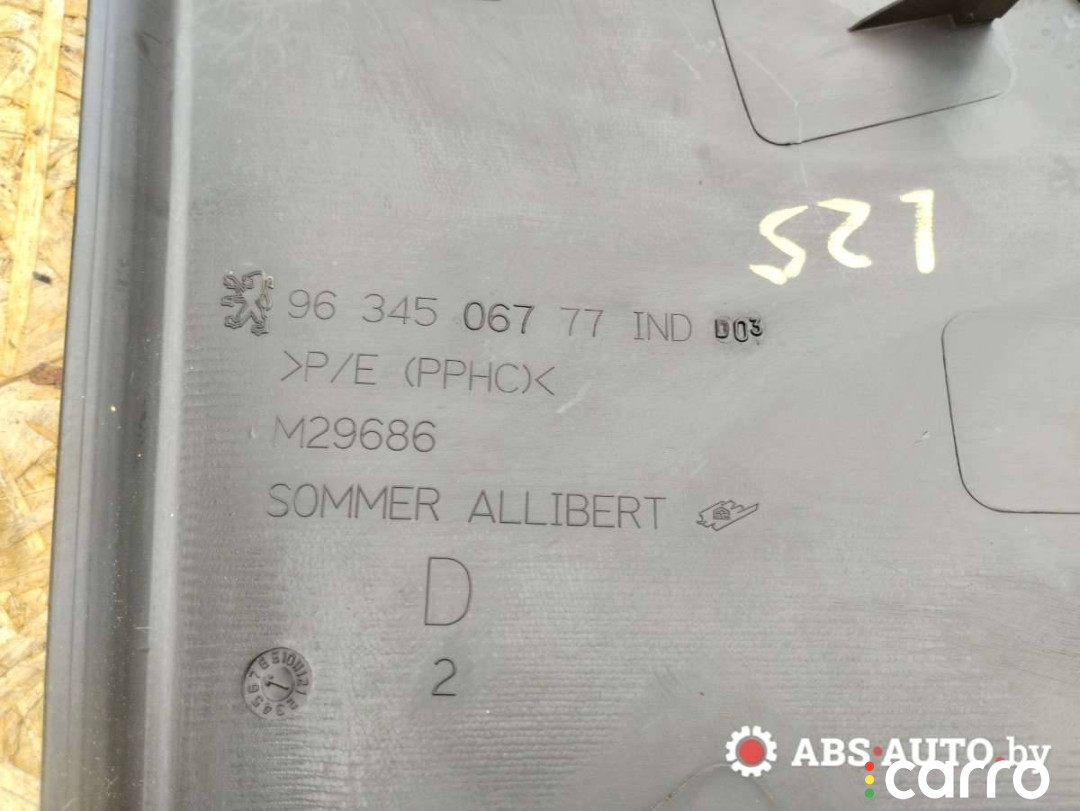 521
96 345 067 77 IND D03
>P/E (PPHC)<
M29686
SOMMER ALLIBERT
D
2
ABS-AUTO.by
carro